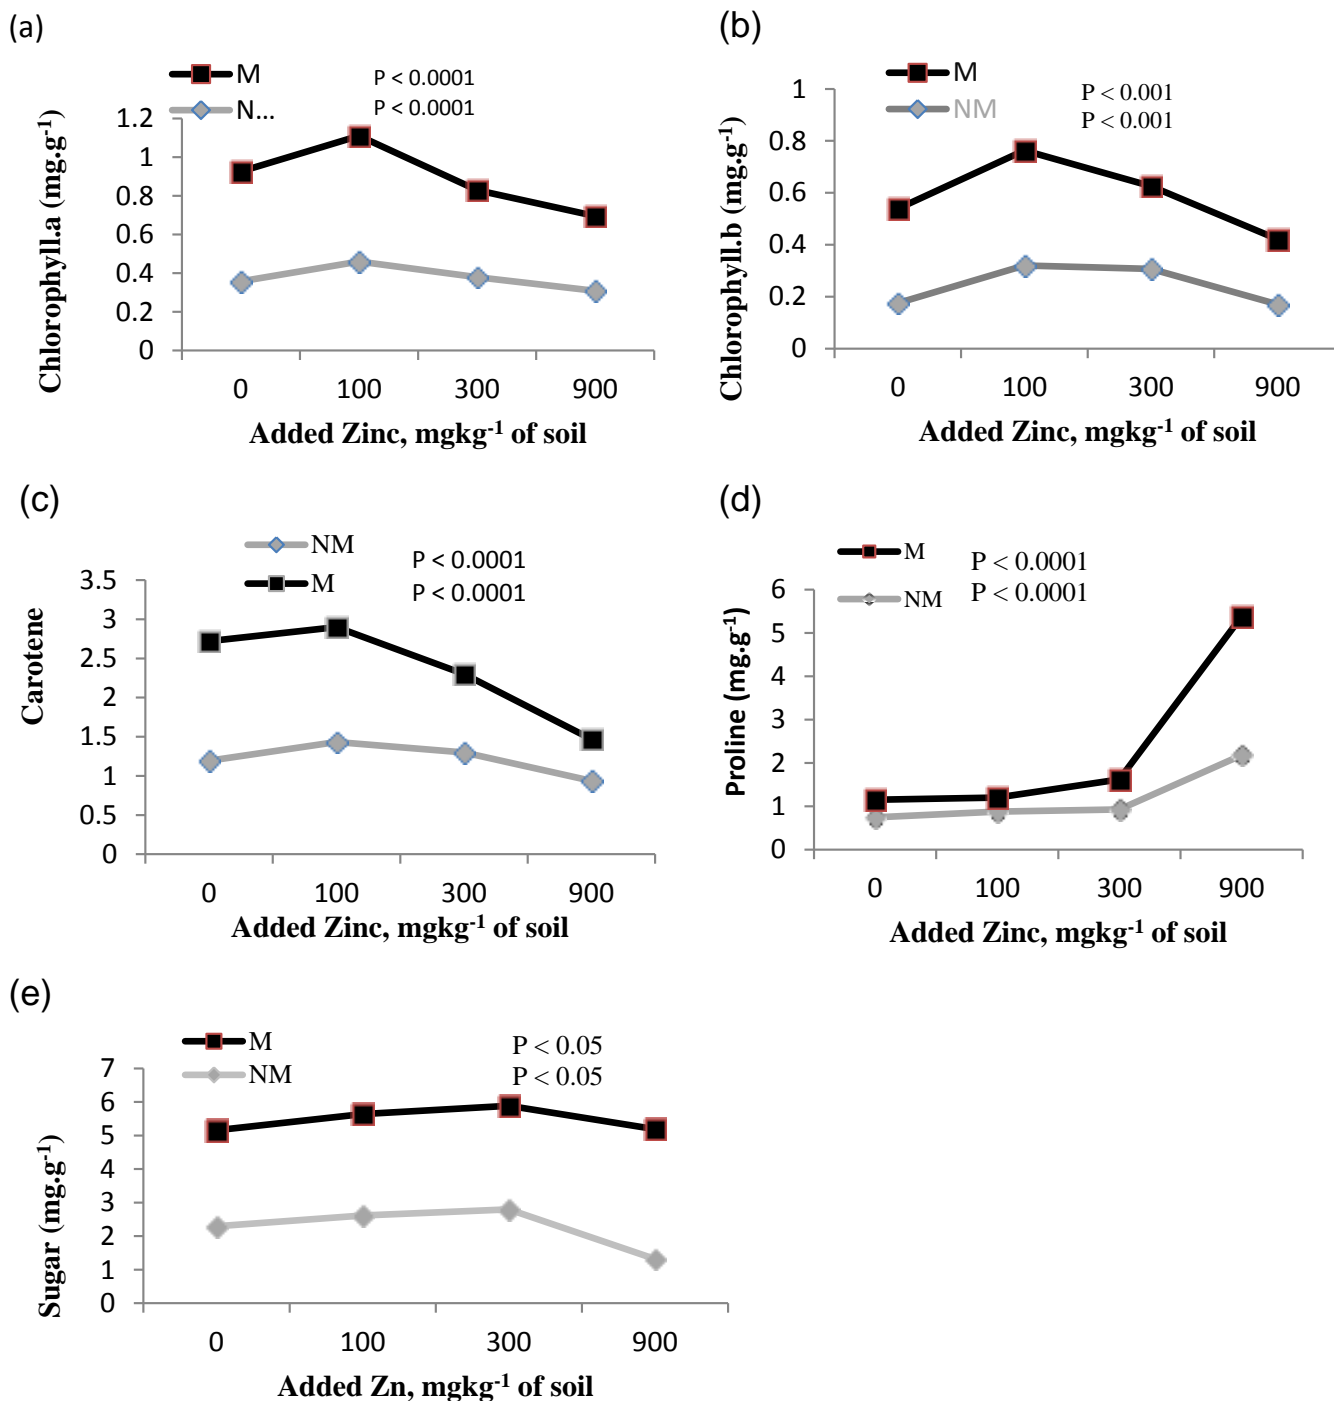 (a)
M
N...
P < 0.0001
P < 0.0001
Chlorophyll.a (mg.g-1)
1.2
1
0.8
0.6
0.4
0.2
0
0 100 300 900
Added Zinc, mgkg-1 of soil
(b)
M
NM
P < 0.001
P < 0.001
Chlorophyll.b (mg.g-1)
1
0.8
0.6
0.4
0.2
0
0 100 300 900
Added Zinc, mgkg-1 of soil
(c)
NM
M
P < 0.0001
P < 0.0001
Carotene
3.5
3
2.5
2
1.5
1
0.5
0
0 100 300 900
Added Zinc, mgkg-1 of soil
(d)
M
NM
P < 0.0001
P < 0.0001
Proline (mg.g-1)
6
5
4
3
2
1
0
0 100 300 900
Added Zinc, mgkg-1 of soil
(e)
M
NM
P < 0.05
P < 0.05
Sugar (mg.g-1)
7
6
5
4
3
2
1
0
0 100 300 900
Added Zn, mgkg-1 of soil